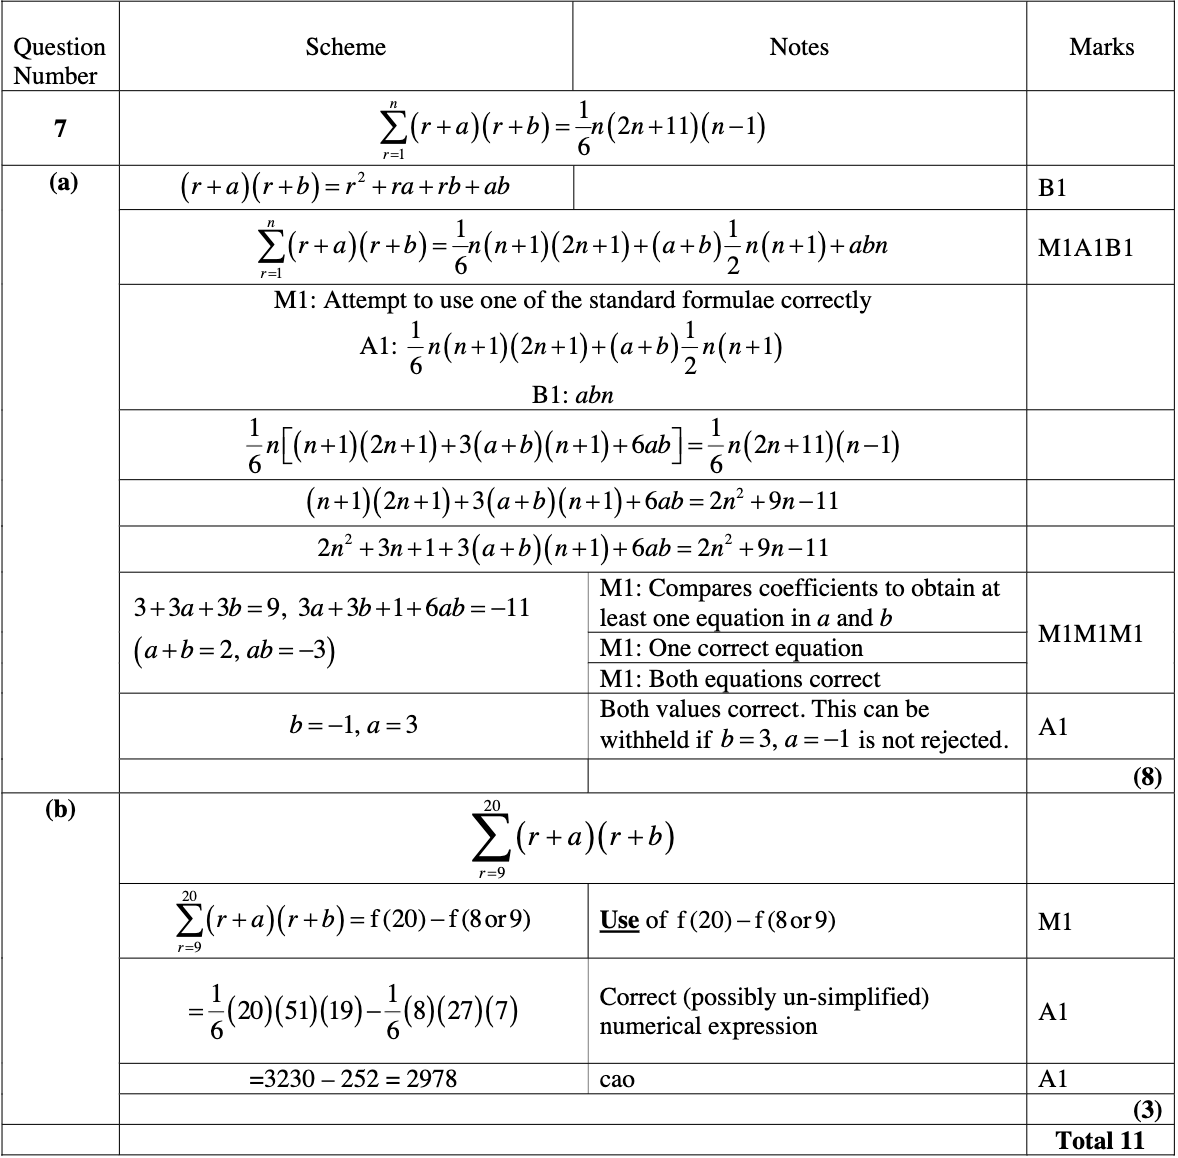 Question Number Scheme Notes Marks
7 $\sum_{r=1}^{n}(r+a)(r+b)=\frac{1}{6}n(2n+11)(n-1)$
(a) $(r+a)(r+b)=r^2+ra+rb+ab$ B1
$\sum_{r=1}^{n}(r+a)(r+b)=\frac{1}{6}n(n+1)(2n+1)+(a+b)\frac{1}{2}n(n+1)+abn$ M1A1B1
M1: Attempt to use one of the standard formulae correctly
A1: $\frac{1}{6}n(n+1)(2n+1)+(a+b)\frac{1}{2}n(n+1)$
B1: abn
$\frac{1}{6}n[(n+1)(2n+1)+3(a+b)(n+1)+6ab]=\frac{1}{6}n(2n+11)(n-1)$
$(n+1)(2n+1)+3(a+b)(n+1)+6ab=2n^2+9n-11$
$2n^2+3n+1+3(a+b)(n+1)+6ab=2n^2+9n-11$
$3+3a+3b=9, 3a+3b+1+6ab=-11$
$(a+b=2, ab=-3)$
M1: Compares coefficients to obtain at
least one equation in a and b
M1: One correct equation
M1: Both equations correct
M1M1M1
$b=-1, a=3$
Both values correct. This can be
withheld if $b=3, a=-1$ is not rejected.
A1
(8)
(b) $\sum_{r=9}^{20}(r+a)(r+b)$
$\sum_{r=9}^{20}(r+a)(r+b)=f(20)-f(8 or 9)$ Use of $f(20)-f(8 or 9)$ M1
$=\frac{1}{6}(20)(51)(19)-\frac{1}{6}(8)(27)(7)$
Correct (possibly un-simplified)
numerical expression
A1
=3230 – 252 = 2978 cao A1
(3)
Total 11